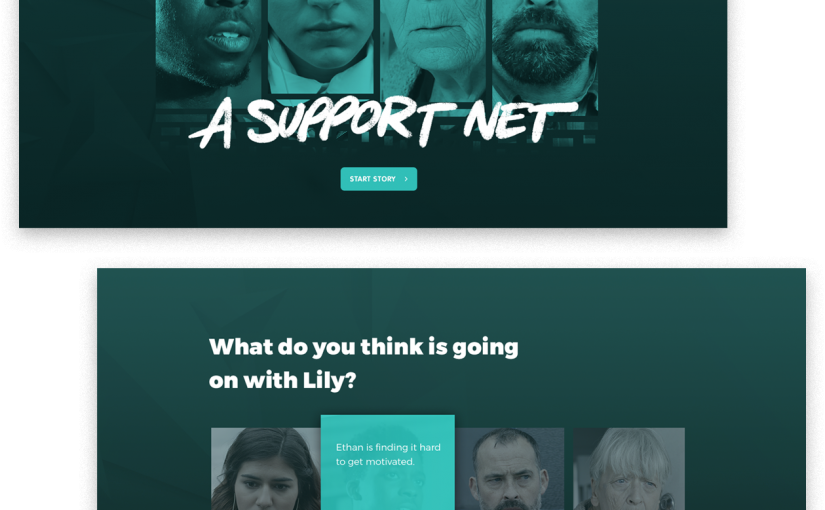 A SUPPORT NET
START STORY
What do you think is going
on with Lily?
Ethan is finding it hard
to get motivated.